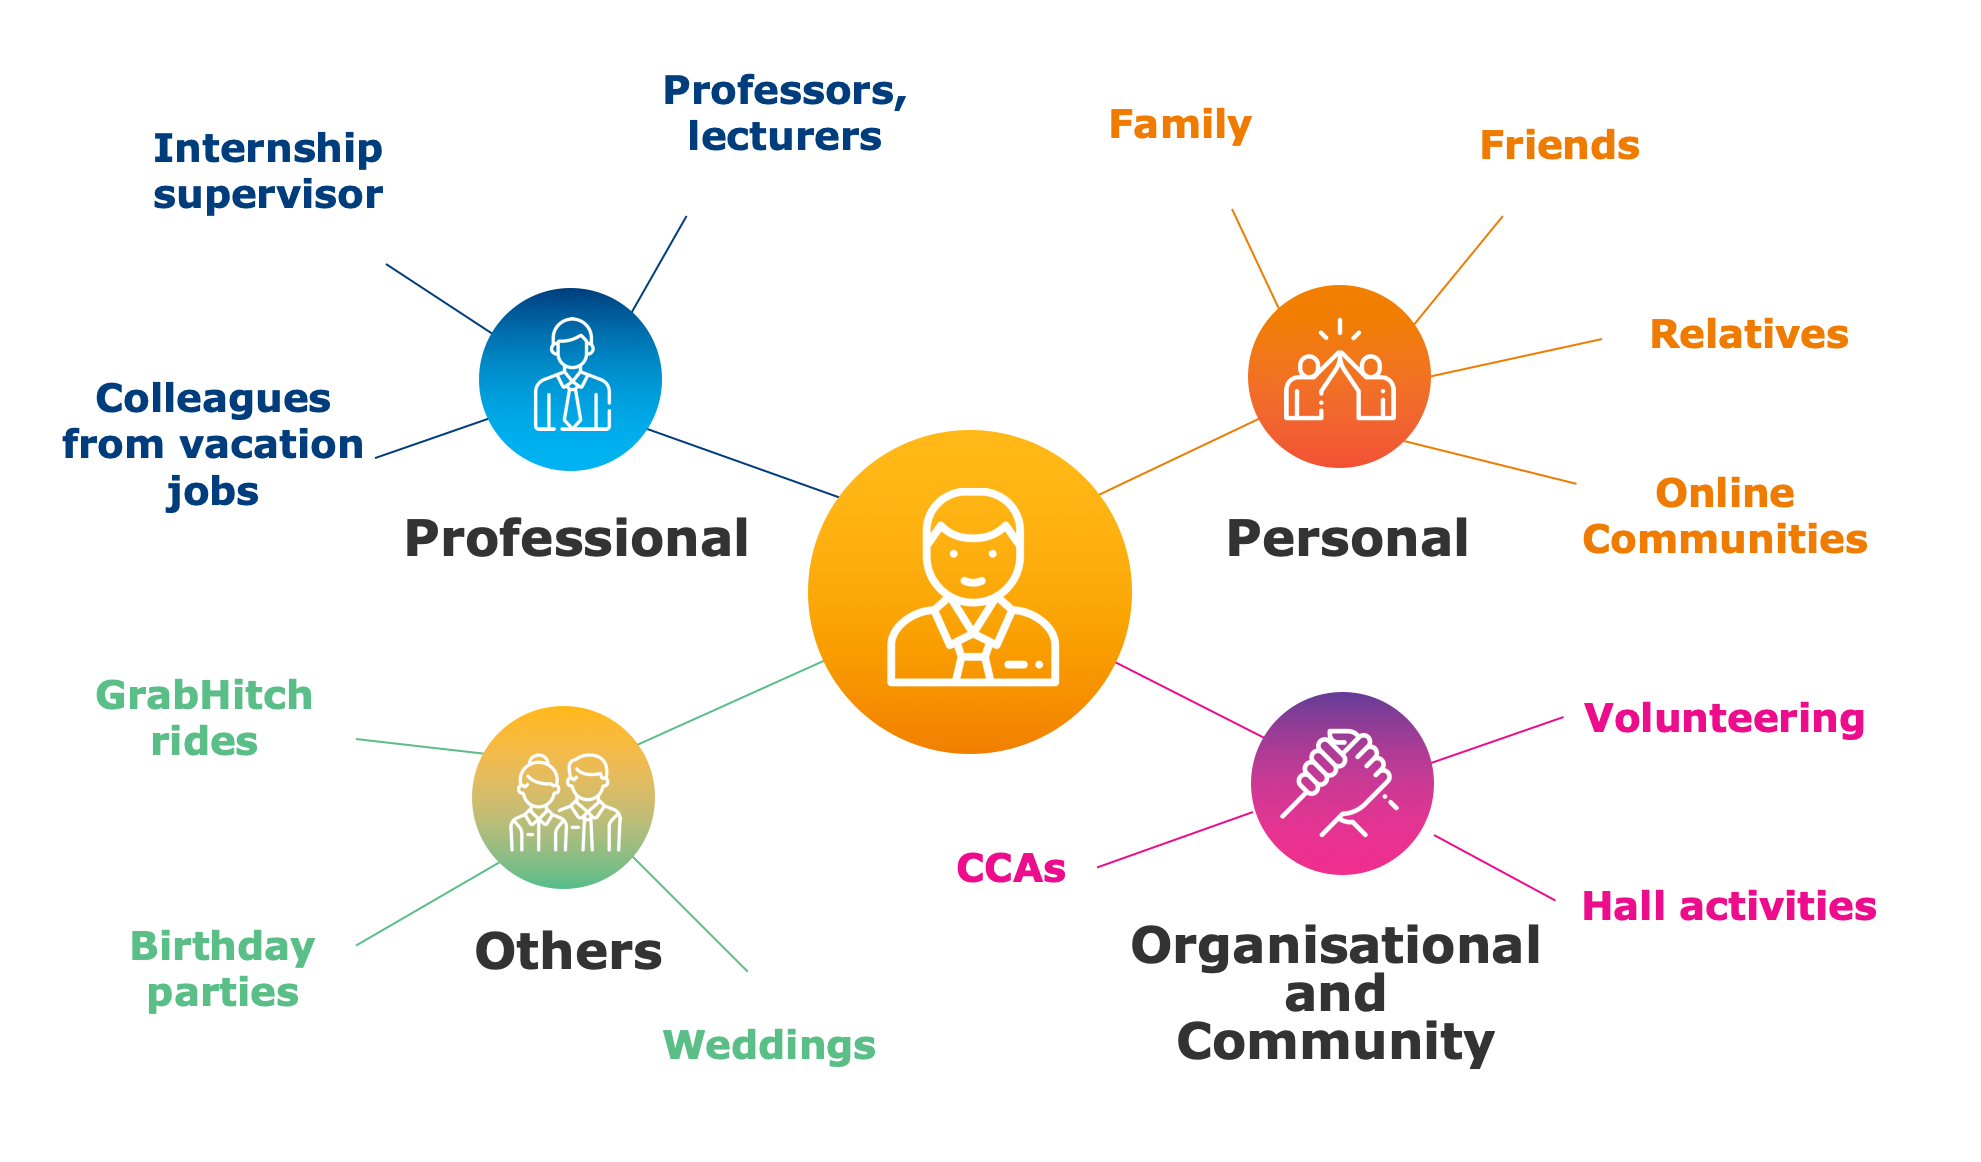 Professors,
lecturers
Internship
supervisor
Colleagues
from vacation
jobs
Professional
Family
Friends
Relatives
Online
Communities
Personal
GrabHitch
rides
Birthday
parties
Weddings
Others
Volunteering
CCAs
Hall activities
Organisational
and
Community